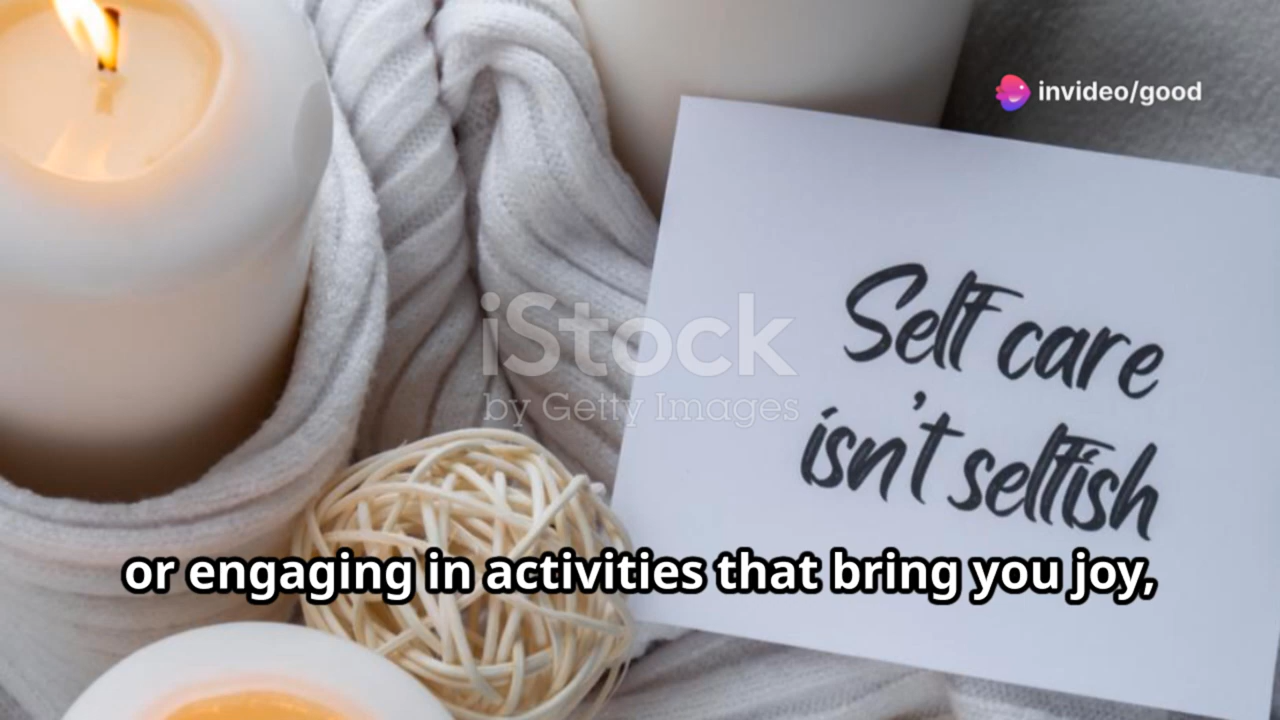 invideo/good
Self care
isn't selfish
iStock
by Getty Images
or engaging in activities that bring you joy,